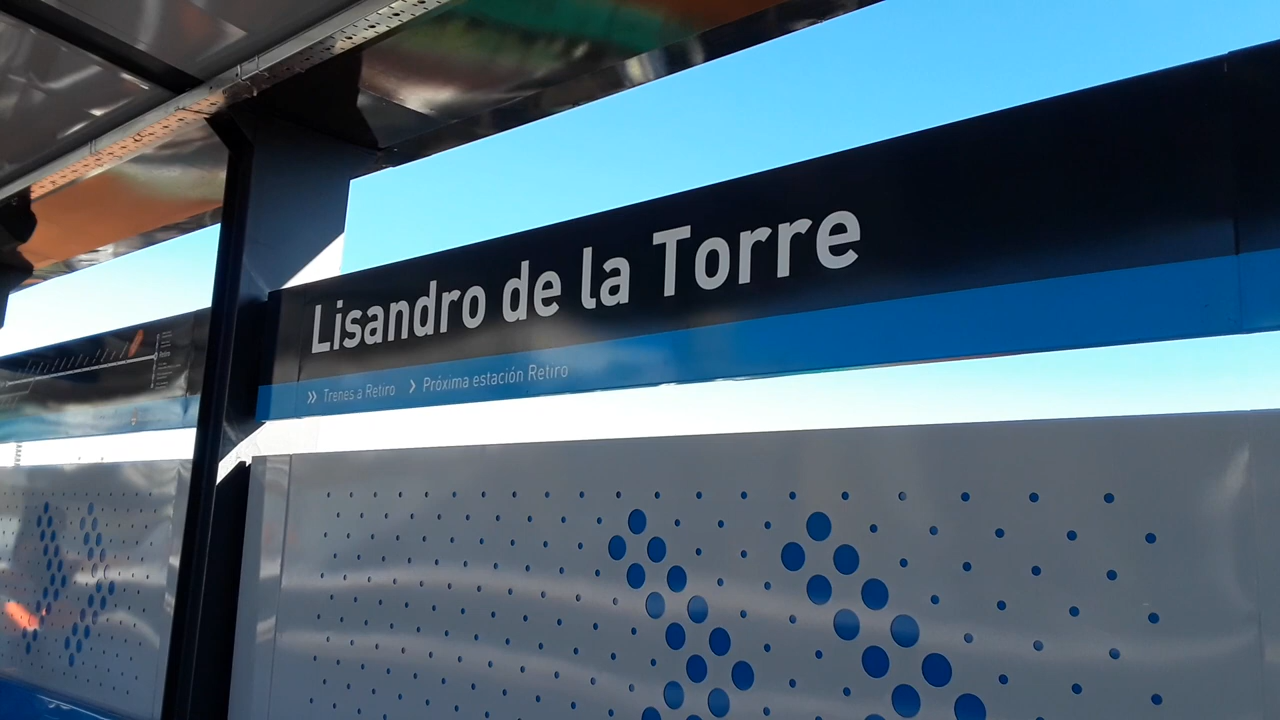 Lisandro de la Torre
» Trenes a Retiro › Próxima estación Retiro